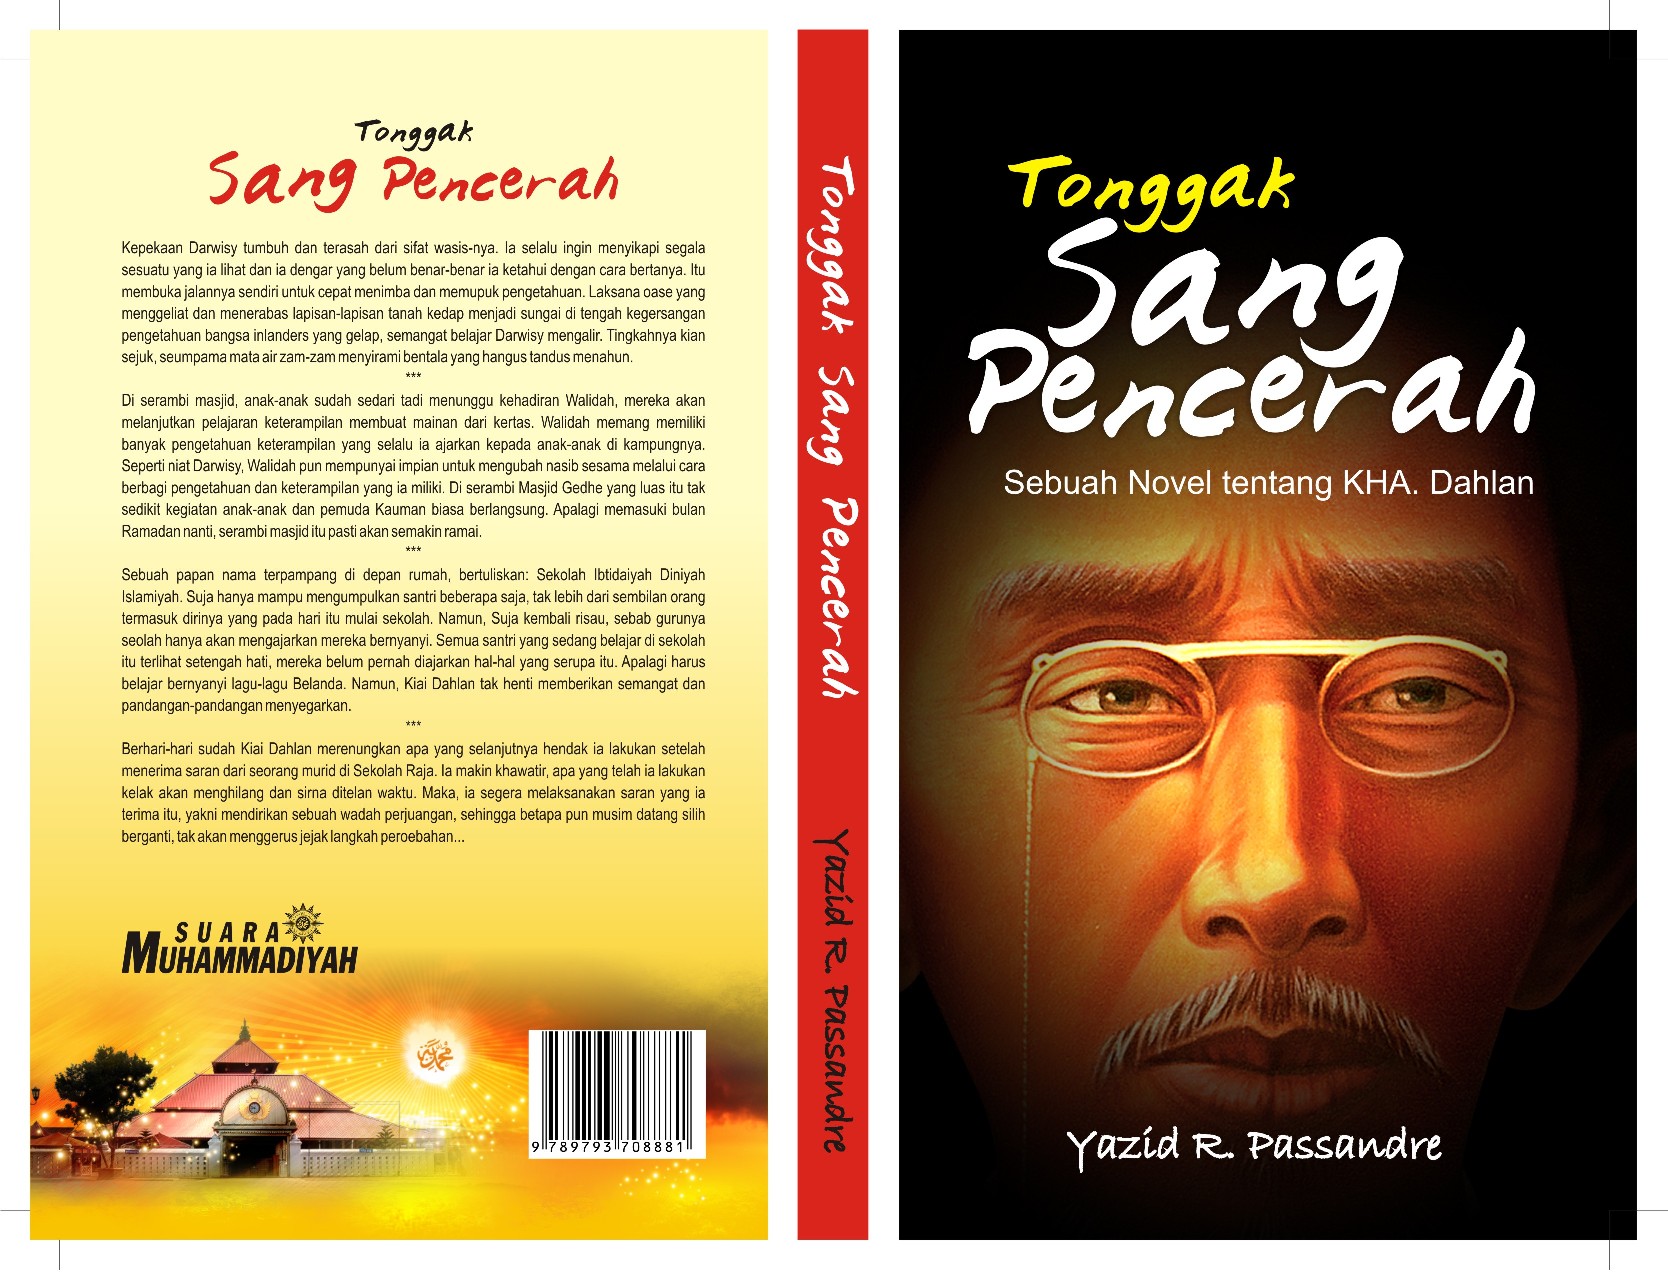 Tonggak
Sang Pencerah
Kepekaan Darwisy tumbuh dan terasah dari sifat wasis-nya. Ia selalu ingin menyikapi segala
sesuatu yang ia lihat dan ia dengar yang belum benar-benar ia ketahui dengan cara bertanya. Itu
membuka jalannya sendiri untuk cepat menimba dan memupuk pengetahuan. Laksana oase yang
menggeliat dan menerabas lapisan-lapisan tanah kedap menjadi sungai di tengah kegersangan
pengetahuan bangsa inlanders yang gelap, semangat belajar Darwisy mengalir. Tingkahnya kian
sejuk, seumpama mata air zam-zam menyirami bentala yang hangus tandus menahun.
***
Di serambi masjid, anak-anak sudah sedari tadi menunggu kehadiran Walidah, mereka akan
melanjutkan pelajaran keterampilan membuat mainan dari kertas. Walidah memang memiliki
banyak pengetahuan keterampilan yang selalu ia ajarkan kepada anak-anak di kampungnya.
Seperti niat Darwisy, Walidah pun mempunyai impian untuk mengubah nasib sesama melalui cara
berbagi pengetahuan dan keterampilan yang ia miliki. Di serambi Masjid Gedhe yang luas itu tak
sedikit kegiatan anak-anak dan pemuda Kauman biasa berlangsung. Apalagi memasuki bulan
Ramadan nanti, serambi masjid itu pasti akan semakin ramai.
***
Sebuah papan nama terpampang di depan rumah, bertuliskan: Sekolah Ibtidaiyah Diniyah
Islamiyah. Suja hanya mampu mengumpulkan santri beberapa saja, tak lebih dari sembilan orang
termasuk dirinya yang pada hari itu mulai sekolah. Namun, Suja kembali risau, sebab gurunya
seolah hanya akan mengajarkan mereka bernyanyi. Semua santri yang sedang belajar di sekolah
itu terlihat setengah hati, mereka belum pernah diajarkan hal-hal yang serupa itu. Apalagi harus
belajar bernyanyi lagu-lagu Belanda. Namun, Kiai Dahlan tak henti memberikan semangat dan
pandangan-pandangan menyegarkan.
***
Berhari-hari sudah Kiai Dahlan merenungkan apa yang selanjutnya hendak ia lakukan setelah
menerima saran dari seorang murid di Sekolah Raja. Ia makin khawatir, apa yang telah ia lakukan
kelak akan menghilang dan sirna ditelan waktu. Maka, ia segera melaksanakan saran yang ia
terima itu, yakni mendirikan sebuah wadah perjuangan, sehingga betapa pun musim datang silih
berganti, tak akan menggerus jejak langkah peroebahan...
SUARA
MUHAMMADIYAH
محمد
9 789793 708881
Tonggak Sang Pencerah
Yazid R. Passandre
Tonggak
Sang
Pencerah
Sebuah Novel tentang KHA. Dahlan
Yazid R. Passandre